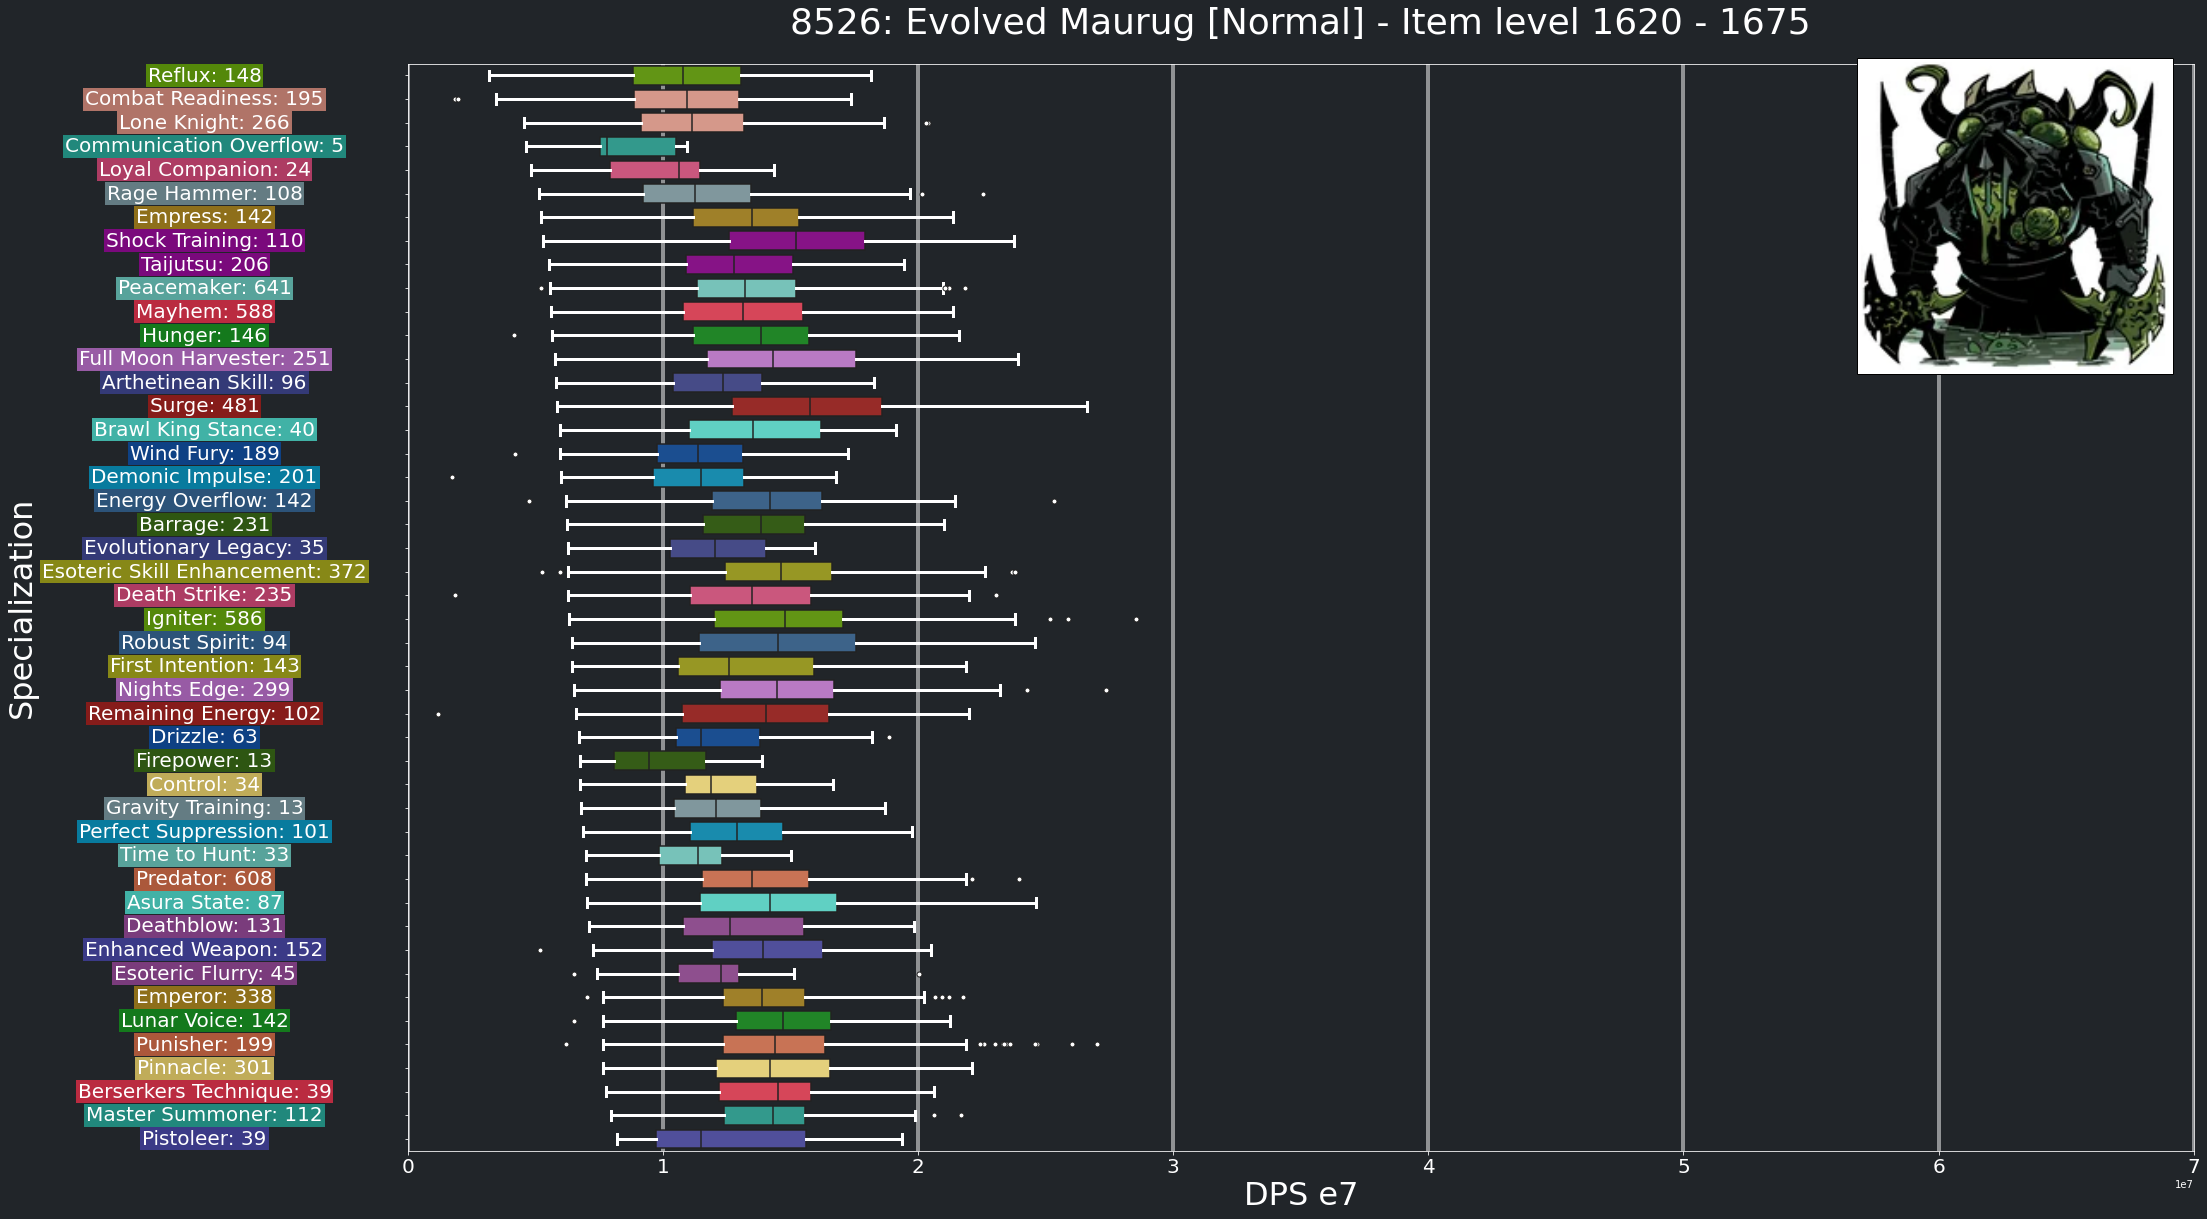 8526: Evolved Maurug [Normal] - Item level 1620 - 1675
Reflux: 148
Combat Readiness: 195
Lone Knight: 266
Communication Overflow: 5
Loyal Companion: 24
Rage Hammer: 108
Empress: 142
Shock Training: 110
Taijutsu: 206
Peacemaker: 641
Mayhem: 588
Hunger: 146
Full Moon Harvester: 251
Arthetinean Skill: 96
Surge: 481
Brawl King Stance: 40
Wind Fury: 189
Demonic Impulse: 201
Energy Overflow: 142
Barrage: 231
Evolutionary Legacy: 35
Esoteric Skill Enhancement: 372
Death Strike: 235
Igniter: 586
Robust Spirit: 94
First Intention: 143
Nights Edge: 299
Remaining Energy: 102
Drizzle: 63
Firepower: 13
Control: 34
Gravity Training: 13
Perfect Suppression: 101
Time to Hunt: 33
Predator: 608
Asura State: 87
Deathblow: 131
Enhanced Weapon: 152
Esoteric Flurry: 45
Emperor: 338
Lunar Voice: 142
Punisher: 199
Pinnacle: 301
Berserkers Technique: 39
Master Summoner: 112
Pistoleer: 39
Specialization
0 1 2 3 4 5 6 7
1e7
DPS e7